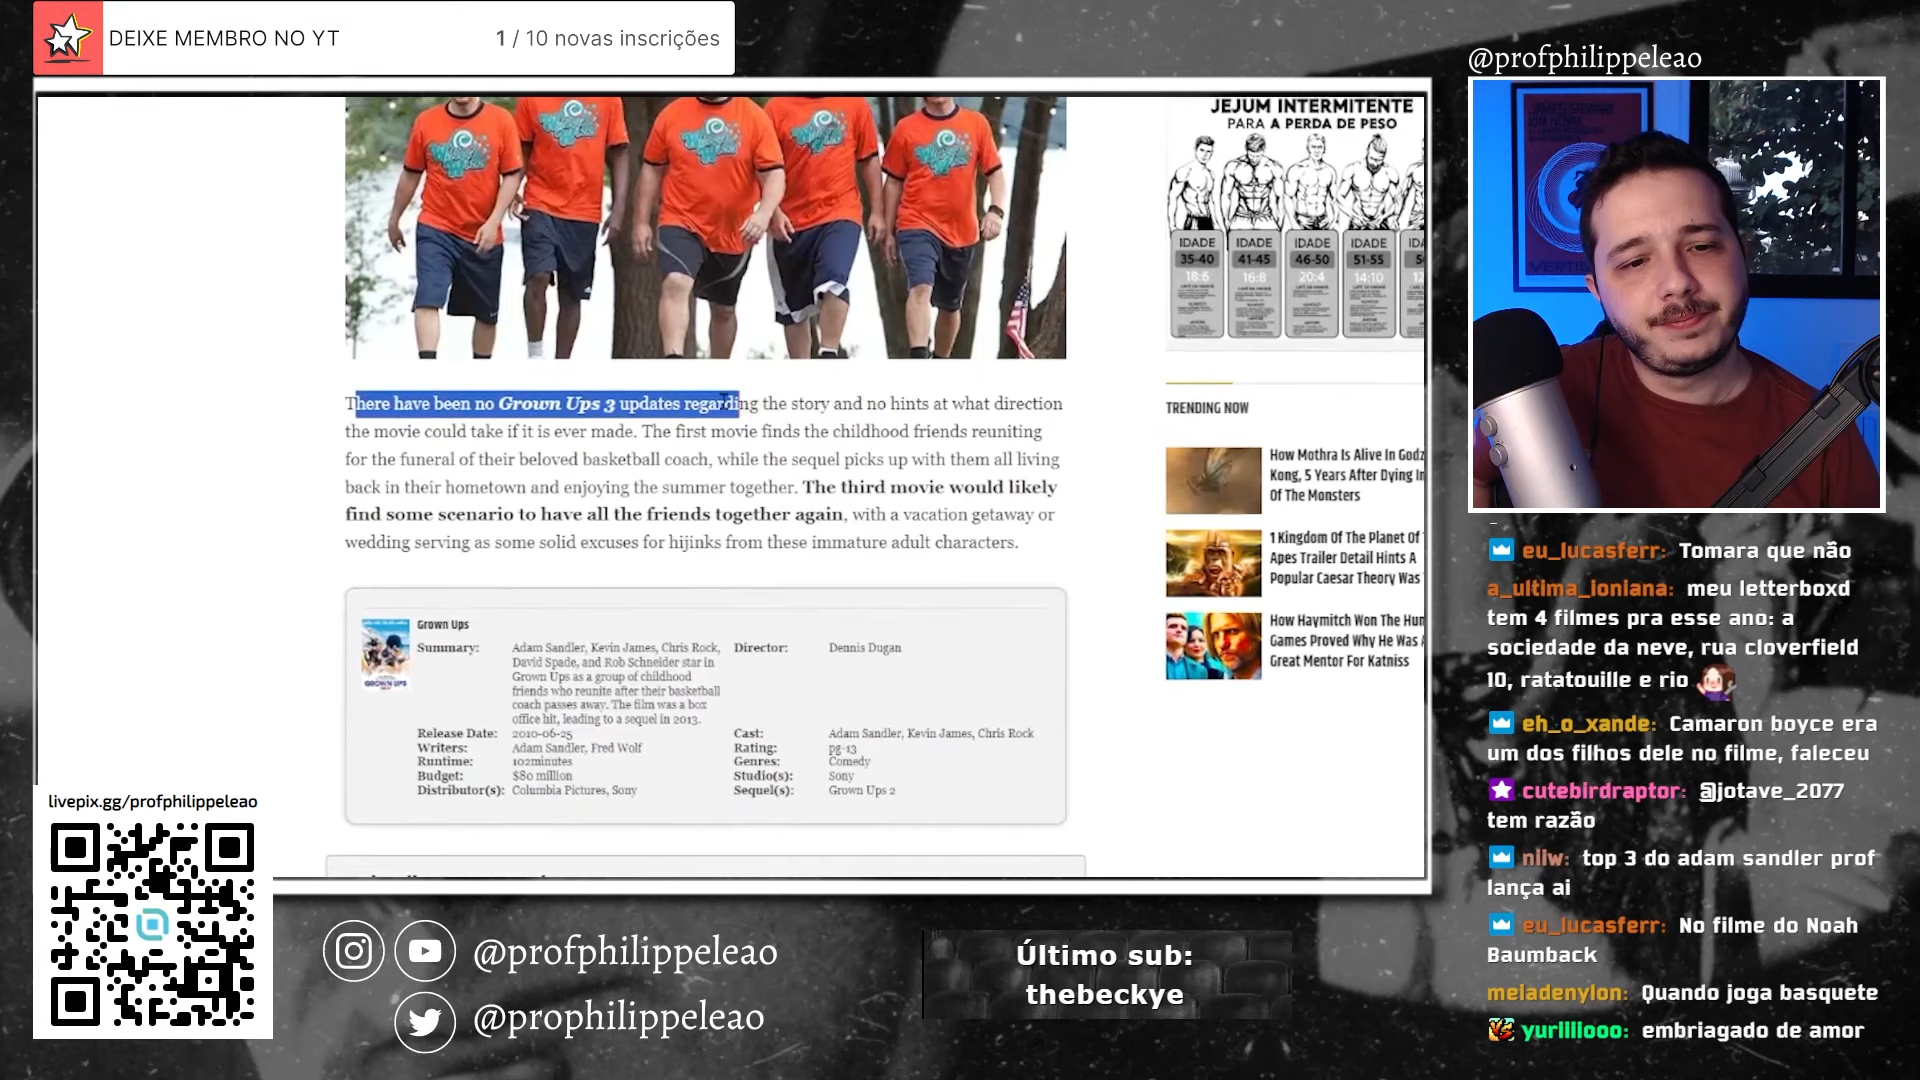 DEIXE MEMBRO NO YT
1 / 10 novas inscrições
@profphilippeleao
JEJUM INTERMITENTE
PARA A PERDA DE PESO
IDADE IDADE IDADE IDADE
35-40 41-45 46-50 51-55
18:6 16:8 20:4 14:10
There have been no Grown Ups 3 updates regarding the story and no hints at what direction
the movie could take if it is ever made. The first movie finds the childhood friends reuniting
for the funeral of their beloved basketball coach, while the sequel picks up with them all living
back in their hometown and enjoying the summer together. The third movie would likely
find some scenario to have all the friends together again, with a vacation getaway or
wedding serving as some solid excuses for hijinks from these immature adult characters.
TRENDING NOW
How Mothra Is Alive In Godz
Kong, 5 Years After Dying In
Of The Monsters
1 Kingdom Of The Planet Of
Apes Trailer Detail Hints A
Popular Caesar Theory Was
How Haymitch Won The Hun
Games Proved Why He Was A
Great Mentor For Katniss
GROWN UPS
Grown Ups
Summary: Adam Sandler, Kevin James, Chris Rock,
David Spade, and Rob Schneider star in
Grown Ups as a group of childhood
friends who reunite after their basketball
coach passes away. The film was a box
office hit, leading to a sequel in 2013.
Director: Dennis Dugan
Release Date: 2010-06-25
Cast: Adam Sandler, Kevin James, Chris Rock
Writers: Adam Sandler, Fred Wolf
Rating: pg-13
Runtime: 102minutes
Genres: Comedy
Budget: $80 million
Studio(s): Sony
Distributor(s): Columbia Pictures, Sony
Sequel(s): Grown Ups 2
eu_lucasferr: Tomara que não
a_ultima_ioniana: meu letterboxd
tem 4 filmes pra esse ano: a
sociedade da neve, rua cloverfield
10, ratatouille e rio
eh_o_xande: Camaron boyce era
um dos filhos dele no filme, faleceu
cutebirdraptor: @jotave_2077
tem razão
nllw: top 3 do adam sandler prof
lança ai
eu_lucasferr: No filme do Noah
Baumback
meladenylon: Quando joga basquete
yuriiiiooo: embriagado de amor
livepix.gg/profphilippeleao
@profphilippeleao
@prophilippeleao
Último sub:
thebeckye